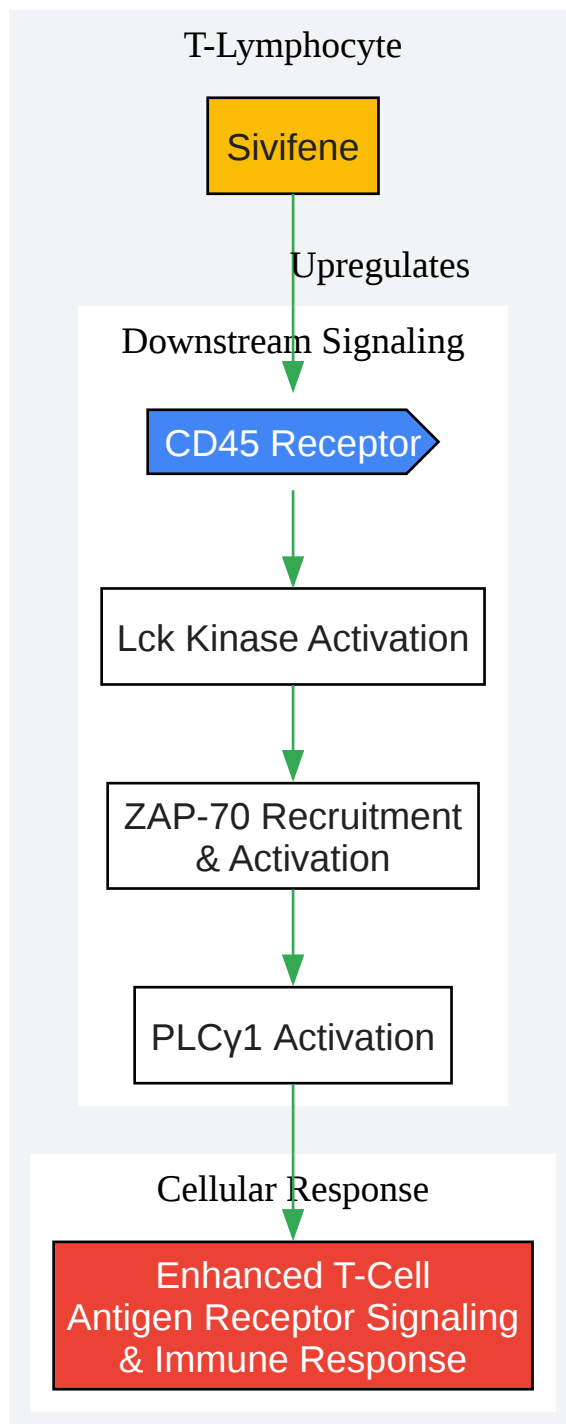 T-Lymphocyte
Sivifene
Upregulates
Downstream Signaling
CD45 Receptor
Lck Kinase Activation
ZAP-70 Recruitment
& Activation
PLCγ1 Activation
Cellular Response
Enhanced T-Cell
Antigen Receptor Signaling
& Immune Response